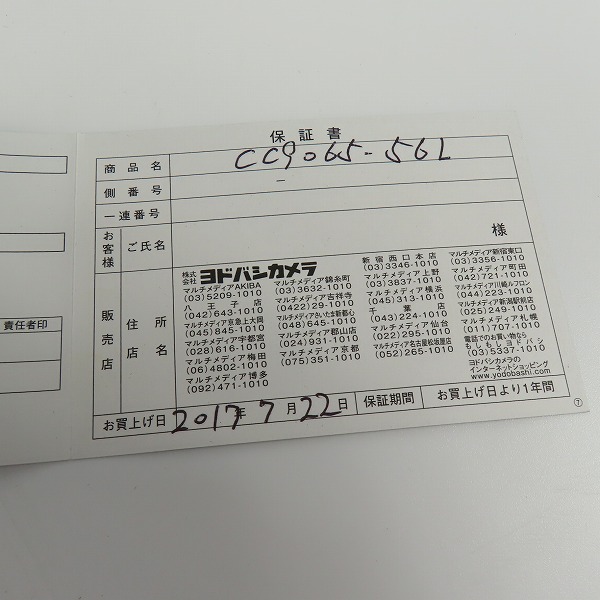 保証書
商品名 CC9065-56L
側番号 -
一連番号
お客様 ご氏名 様
販売店 住所 店名
株式会社 ヨドバシカメラ
マルチメディアAKIBA
(03)5209-1010
八王子店
(042)643-1010
マルチメディア京急上大岡
(045)845-1010
マルチメディア宇都宮
(028)616-1010
マルチメディア梅田
(06)4802-1010
マルチメディア博多
(092)471-1010
マルチメディア錦糸町
(03)3632-1010
マルチメディア吉祥寺
(0422)29-1010
マルチメディアさいたま新都心
(048)645-1010
マルチメディア郡山店
(024)931-1010
マルチメディア京都
(075)351-1010
新宿西口本店
(03)3346-1010
マルチメディア上野
(03)3837-1010
マルチメディア横浜
(045)313-1010
千葉店
(043)224-1010
マルチメディア仙台
(022)295-1010
マルチメディア名古屋松坂屋店
(052)265-1010
マルチメディア新宿東口
(03)3356-1010
マルチメディア町田
(042)721-1010
マルチメディア川崎ルフロン
(044)223-1010
マルチメディア新潟駅前店
(025)249-1010
マルチメディア札幌
(011)707-1010
電話でのお買い物なら
もしもしヨドバシ
(03)5337-1010
ヨドバシカメラの
インターネットショッピング
www.yodobashi.com
お買上げ日 2017年7月22日 保証期間 お買上げ日より1年間
⑦
責任者印